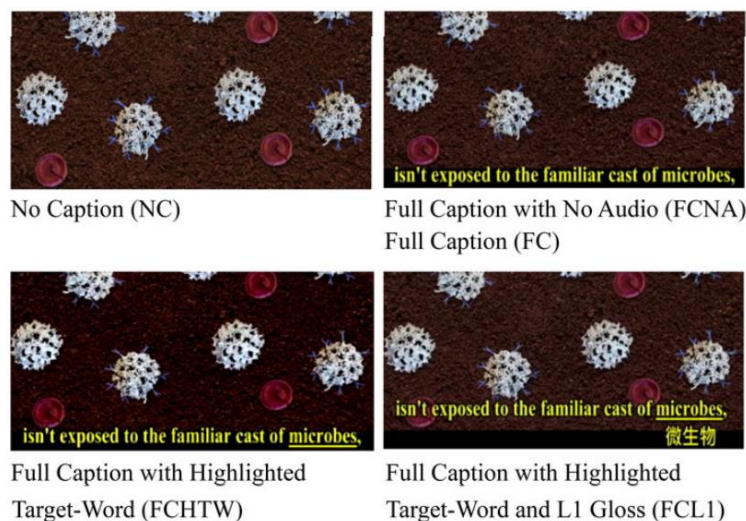 isn't exposed to the familiar cast of microbes,
No Caption (NC)
Full Caption with No Audio (FCNA)
Full Caption (FC)
isn't exposed to the familiar cast of microbes,
Full Caption with Highlighted
Target-Word (FCHTW)
isn't exposed to the familiar cast of microbes,
微生物
Full Caption with Highlighted
Target-Word and L1 Gloss (FCL1)